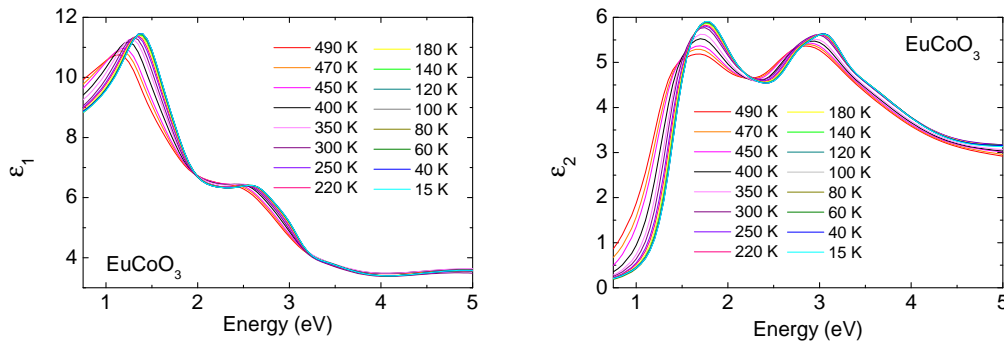 ε1
12
10
8
6
4
1
2
3
4
5
Energy (eV)
EuCoO3
490 K
470 K
450 K
400 K
350 K
300 K
250 K
220 K
180 K
140 K
120 K
100 K
80 K
60 K
40 K
15 K
ε2
6
5
4
3
2
1
0
1
2
3
4
5
Energy (eV)
EuCoO3
490 K
470 K
450 K
400 K
350 K
300 K
250 K
220 K
180 K
140 K
120 K
100 K
80 K
60 K
40 K
15 K